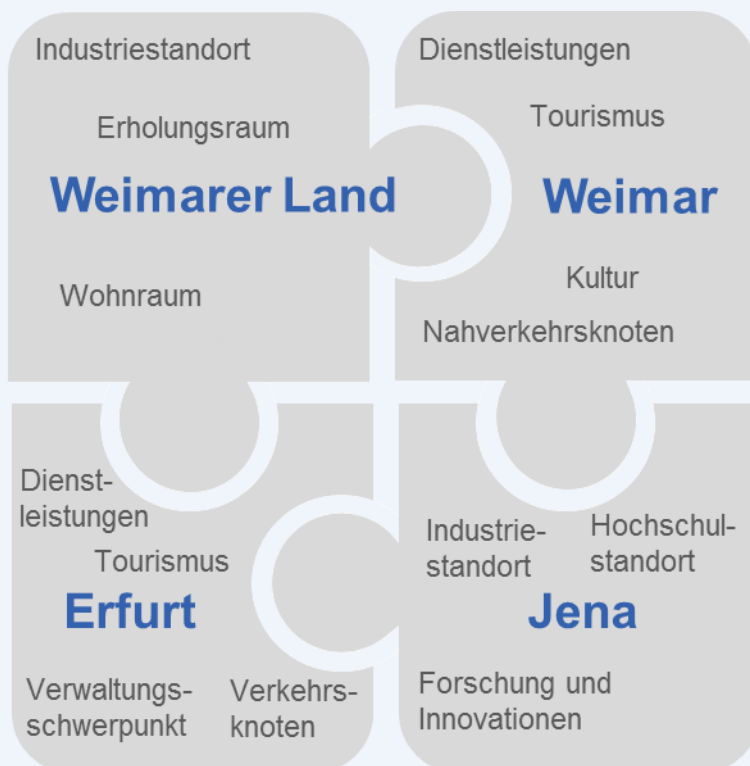 Industriestandort
Erholungsraum
Weimarer Land
Wohnraum
Dienstleistungen
Tourismus
Weimar
Kultur
Nahverkehrsknoten
Dienst-
leistungen
Tourismus
Erfurt
Verwaltungs-
schwerpunkt
Verkehrs-
knoten
Industrie-
standort
Hochschul-
standort
Jena
Forschung und
Innovationen